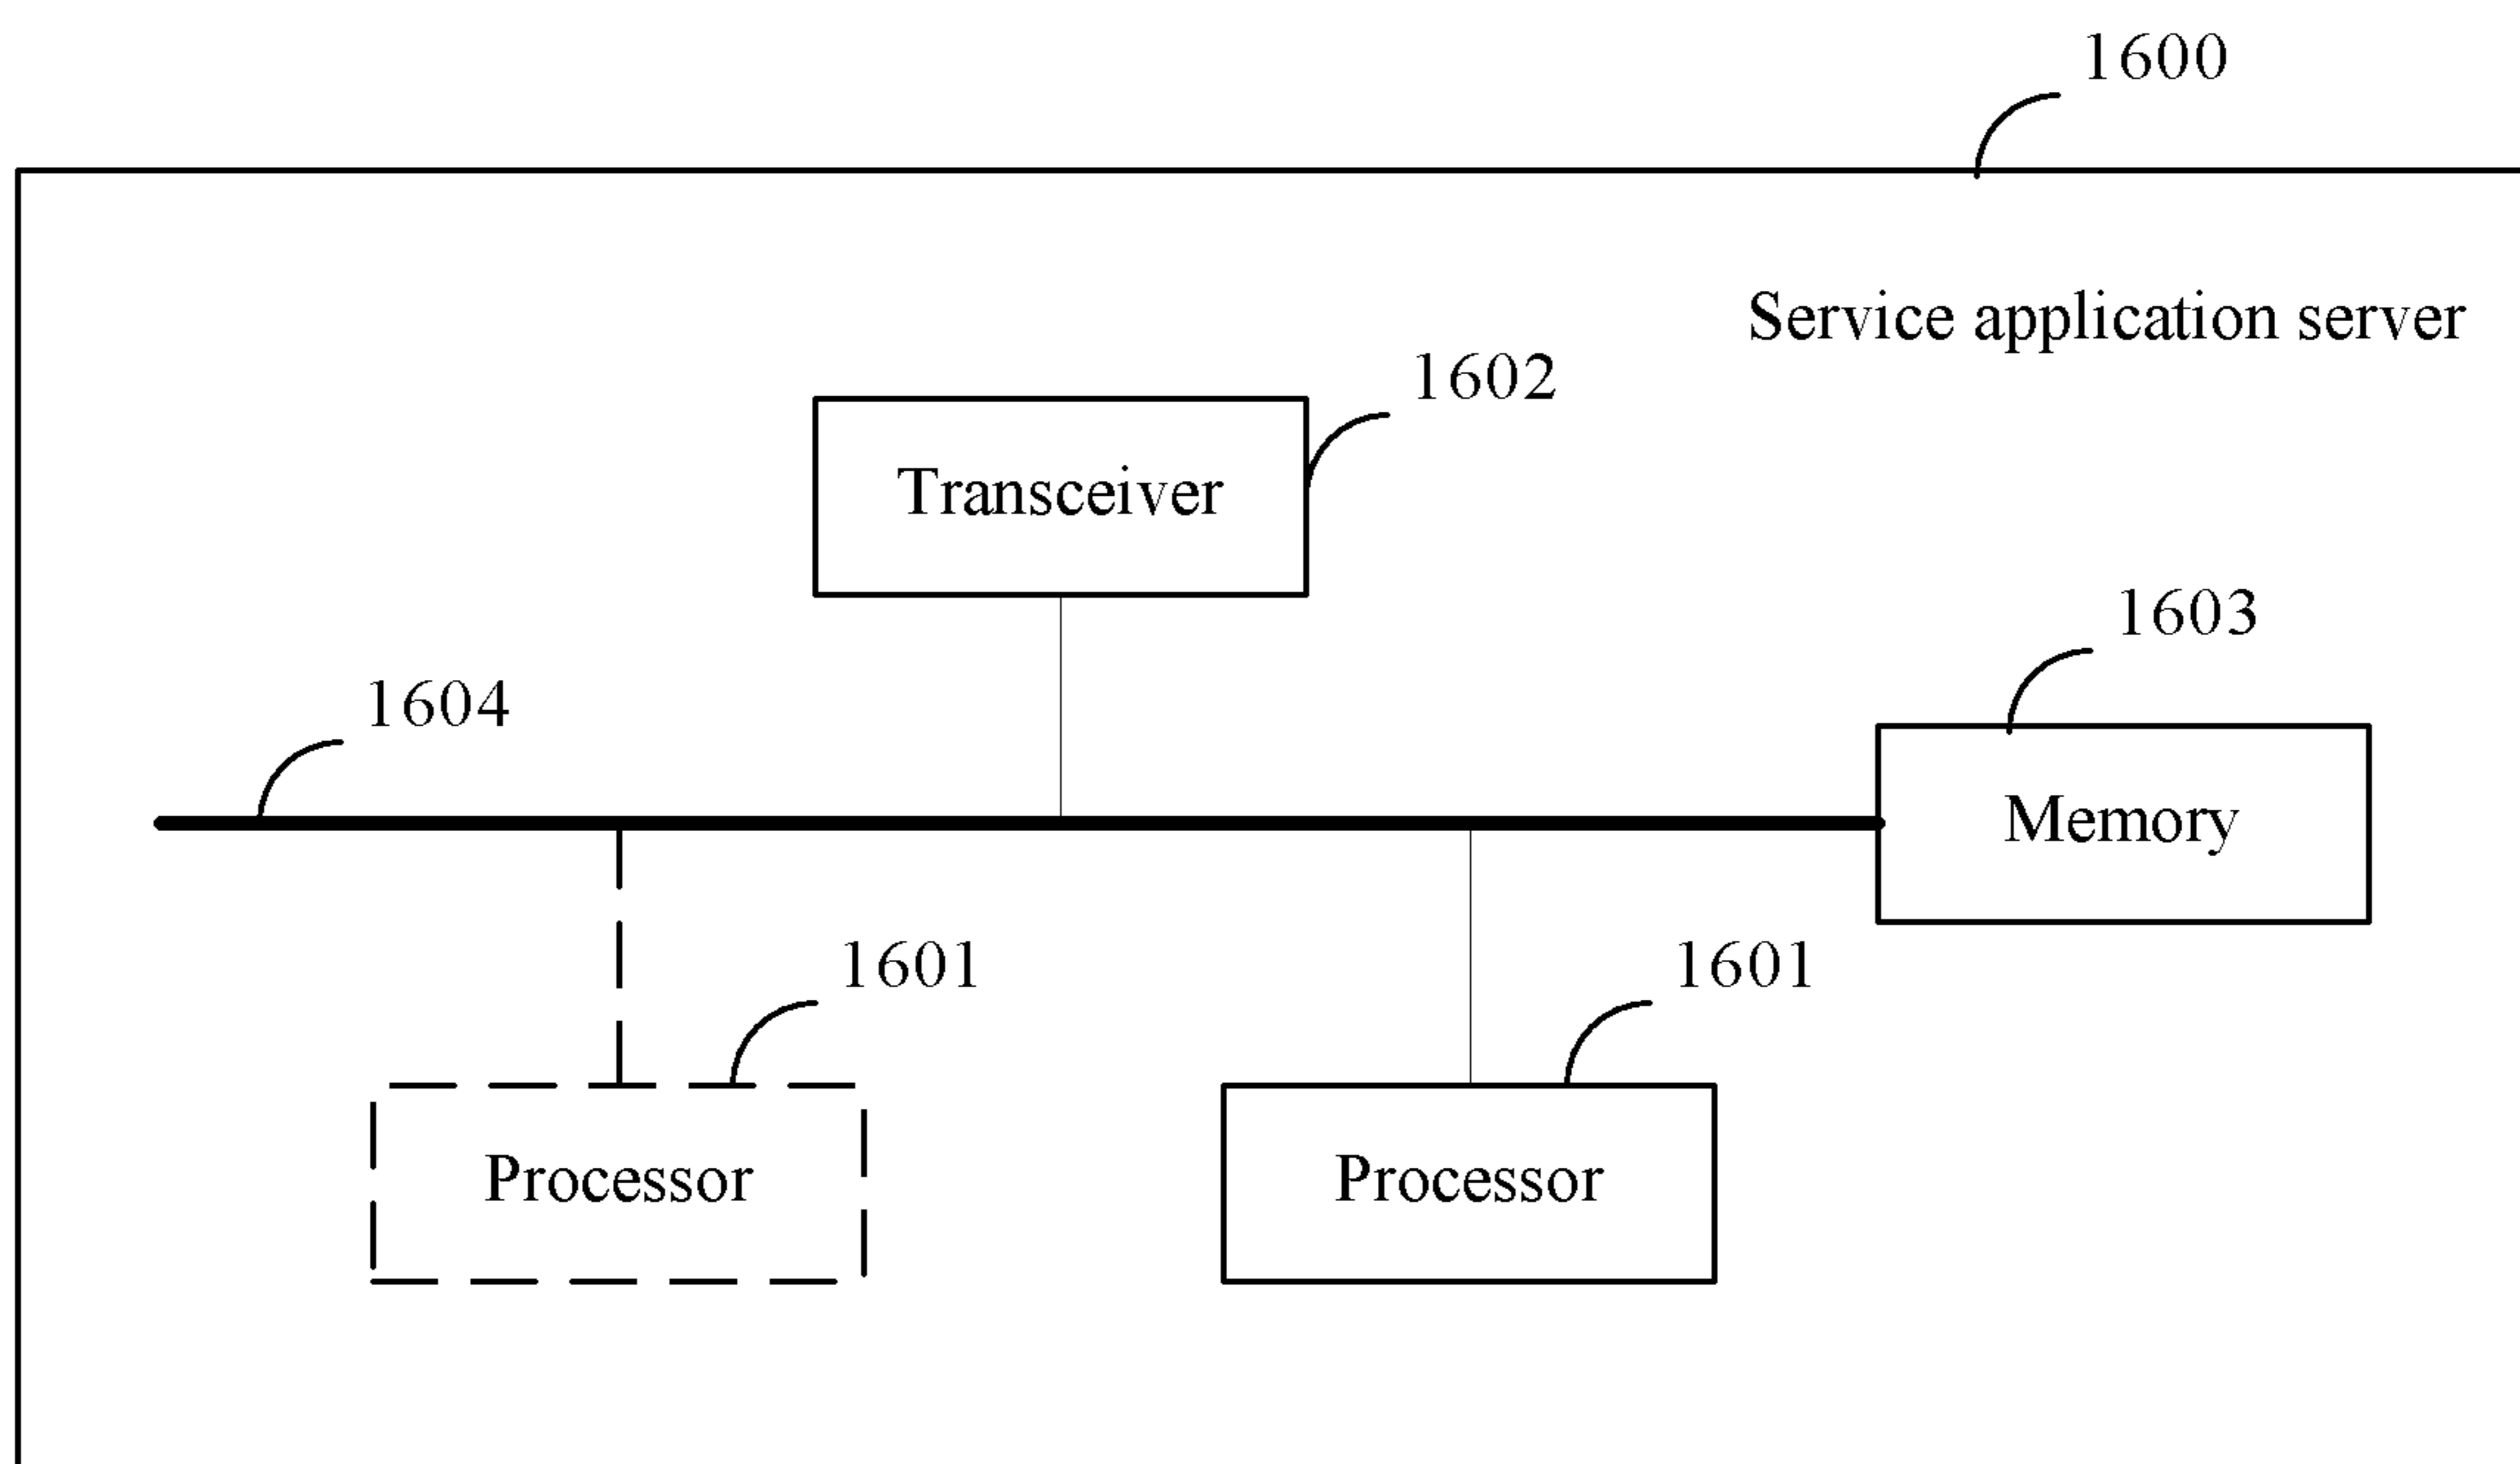 1600
Service application server
1602
Transceiver
1603
1604
Memory
1601
1601
Processor
Processor